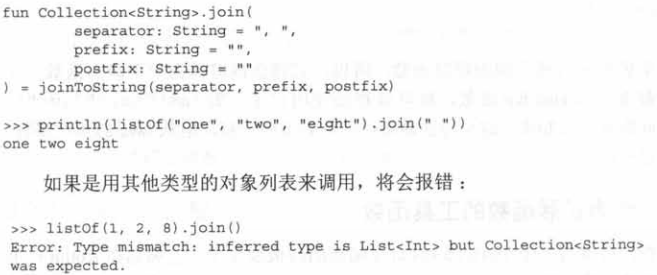 fun Collection<String>.join(
        separator: String = ", ",
        prefix: String = "",
        postfix: String = ""
) = joinToString(separator, prefix, postfix)
>>> println(listOf("one", "two", "eight").join(" "))
one two eight
如果是用其他类型的对象列表来调用，将会报错：
>>> listOf(1, 2, 8).join()
Error: Type mismatch: inferred type is List<Int> but Collection<String>
was expected.